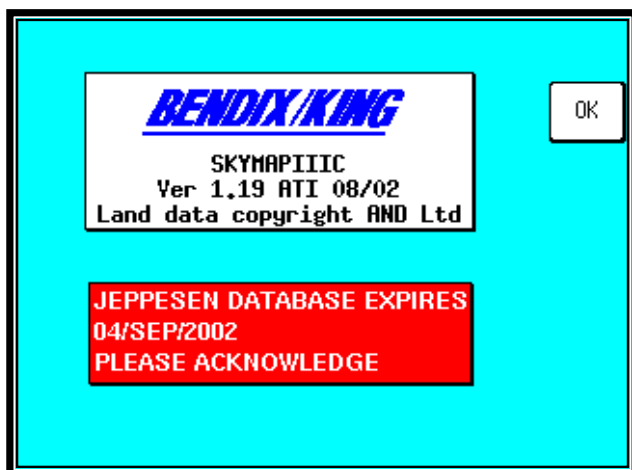 BENDIX/KING
SKYMAPIIIC
Ver 1.19 ATI 08/02
Land data copyright AND Ltd
OK
JEPPESEN DATABASE EXPIRES
04/SEP/2002
PLEASE ACKNOWLEDGE